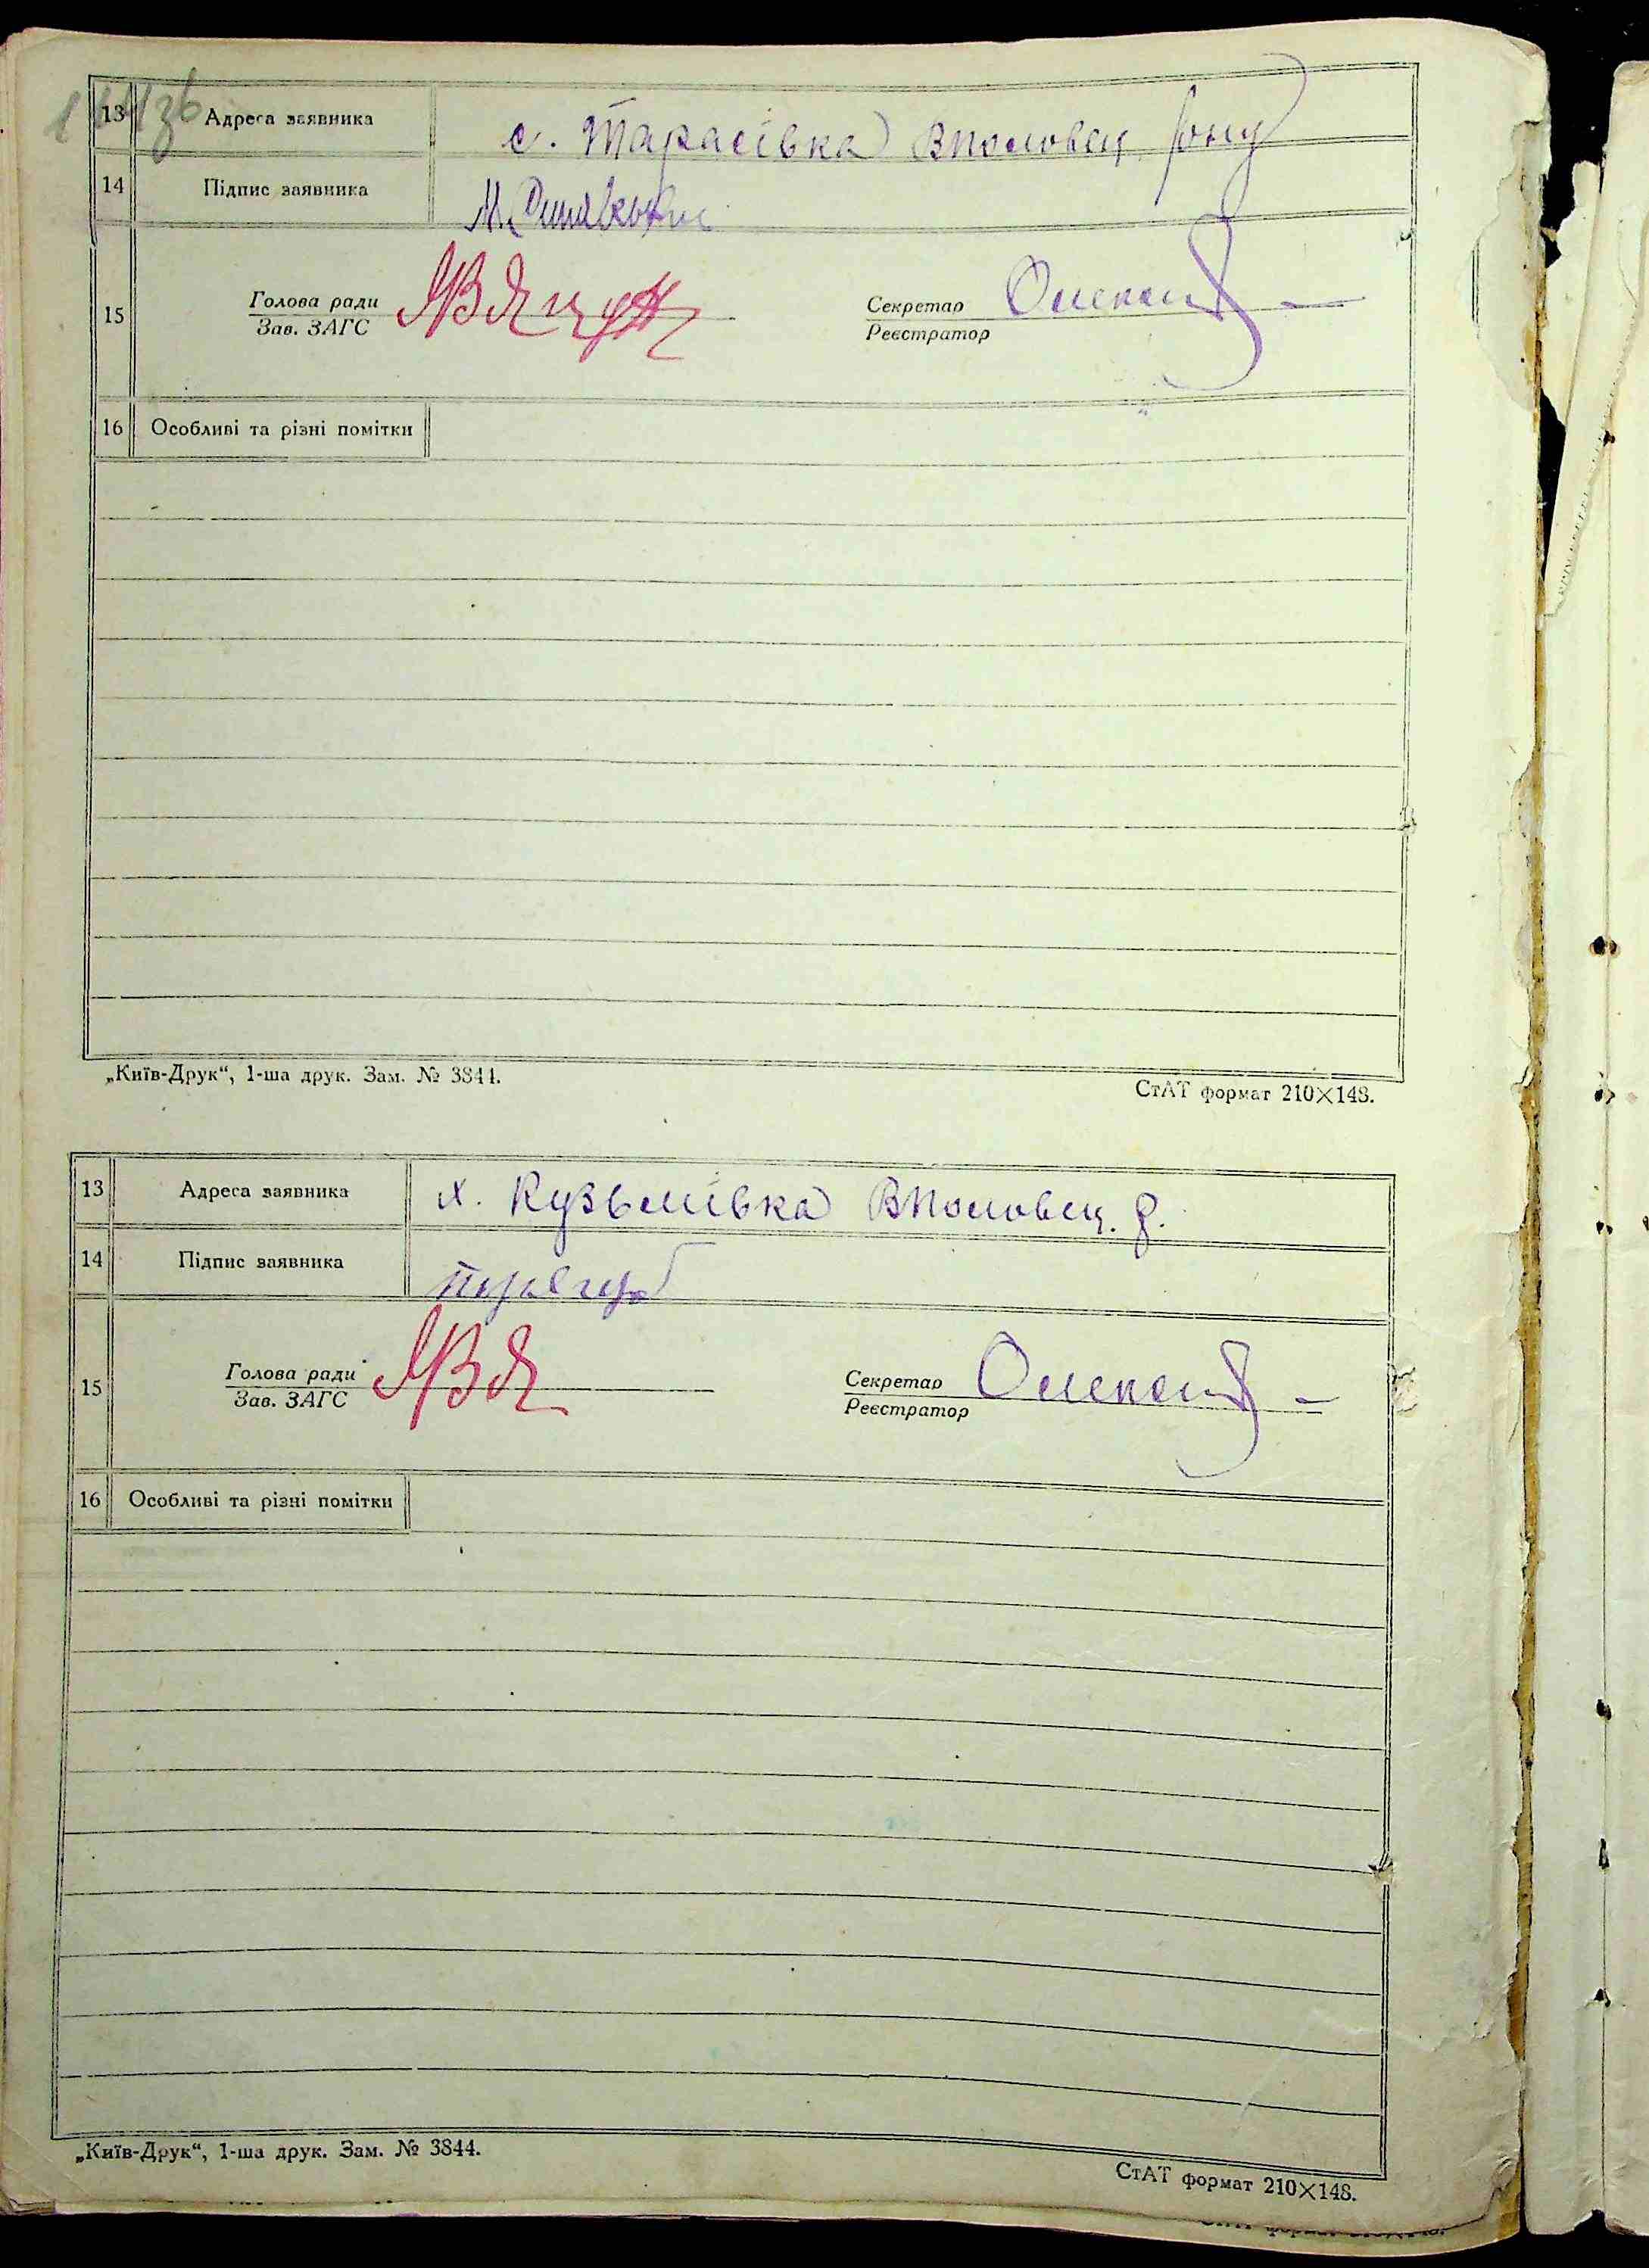 13 Адреса заявника с. Тарасівка Вполовец. рону
14 Підпис заявника
15 Голова ради
Зав. ЗАГС
Секретар
Реєстратор
16 Особливі та різні помітки
„Київ-Друк“, 1-ша друк. Зам. № 3844.
СтАТ формат 210×148.
13 Адреса заявника х. Кузьмівка Вполовец. р.
14 Підпис заявника
15 Голова ради
Зав. ЗАГС
Секретар
Реєстратор
16 Особливі та різні помітки
„Київ-Друк“, 1-ша друк. Зам. № 3844.
СтАТ формат 210×148.